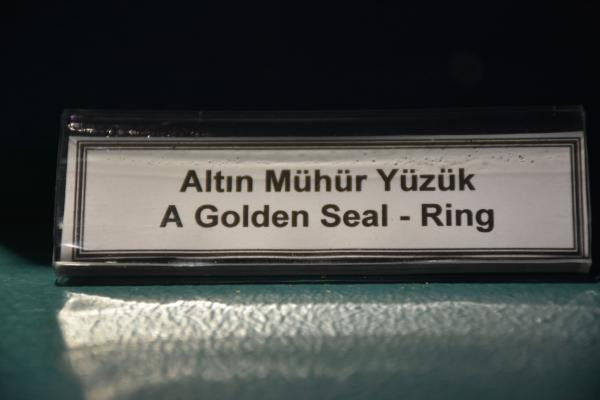 Altın Mühür Yüzük
A Golden Seal - Ring